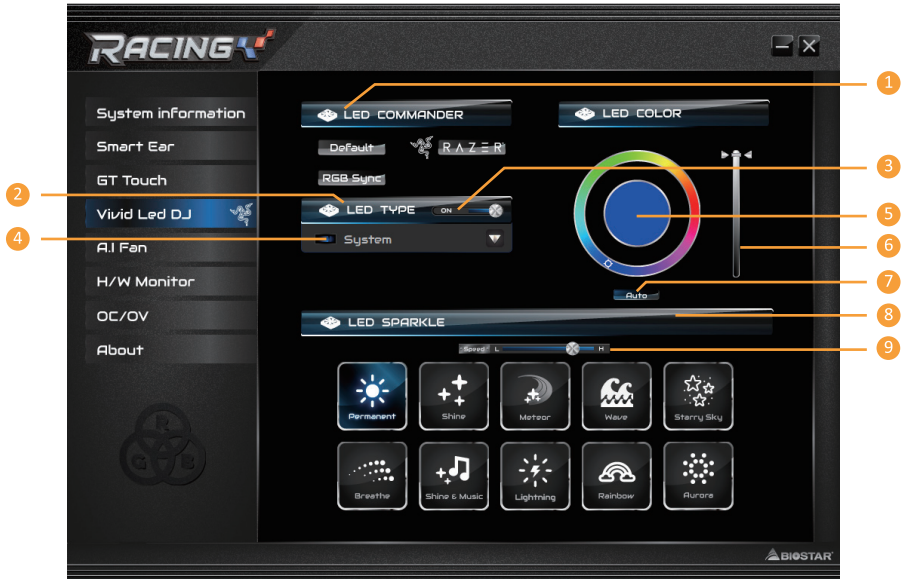 RACING
System information
Smart Ear
GT Touch
Vivid Led DJ
A.I Fan
H/W Monitor
OC/OV
About
R
G B
1
LED COMMANDER
Default
RAZER
RGB Sync
2
LED TYPE
ON
3
4
System
LED COLOR
5
6
7
Auto
8
LED SPARKLE
Speed
L
H
9
Permanent
Shine
Meteor
Wave
Starry Sky
Breathe
Shine & Music
Lightning
Rainbow
Aurora
BIOSTAR